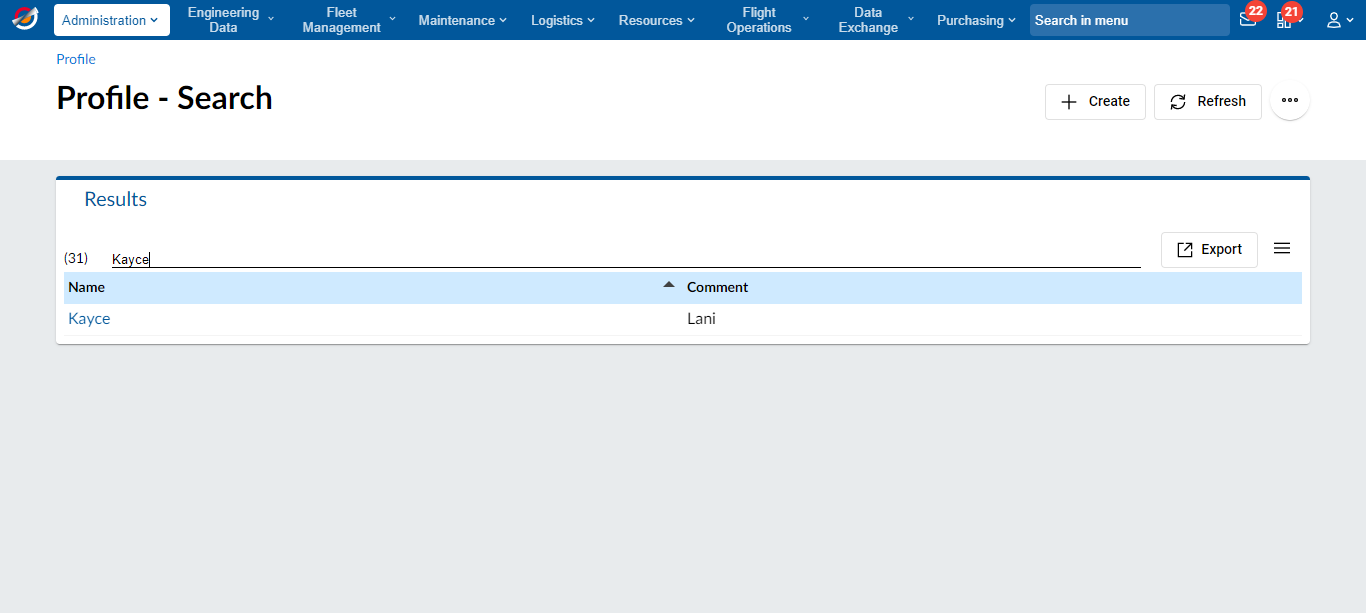 Administration
Engineering
Data
Fleet
Management
Maintenance
Logistics
Resources
Flight
Operations
Data
Exchange
Purchasing
Search in menu
22
21
Profile
Profile - Search
Create
Refresh
Results
(31)
Kayce
Export
Name
Comment
Kayce
Lani